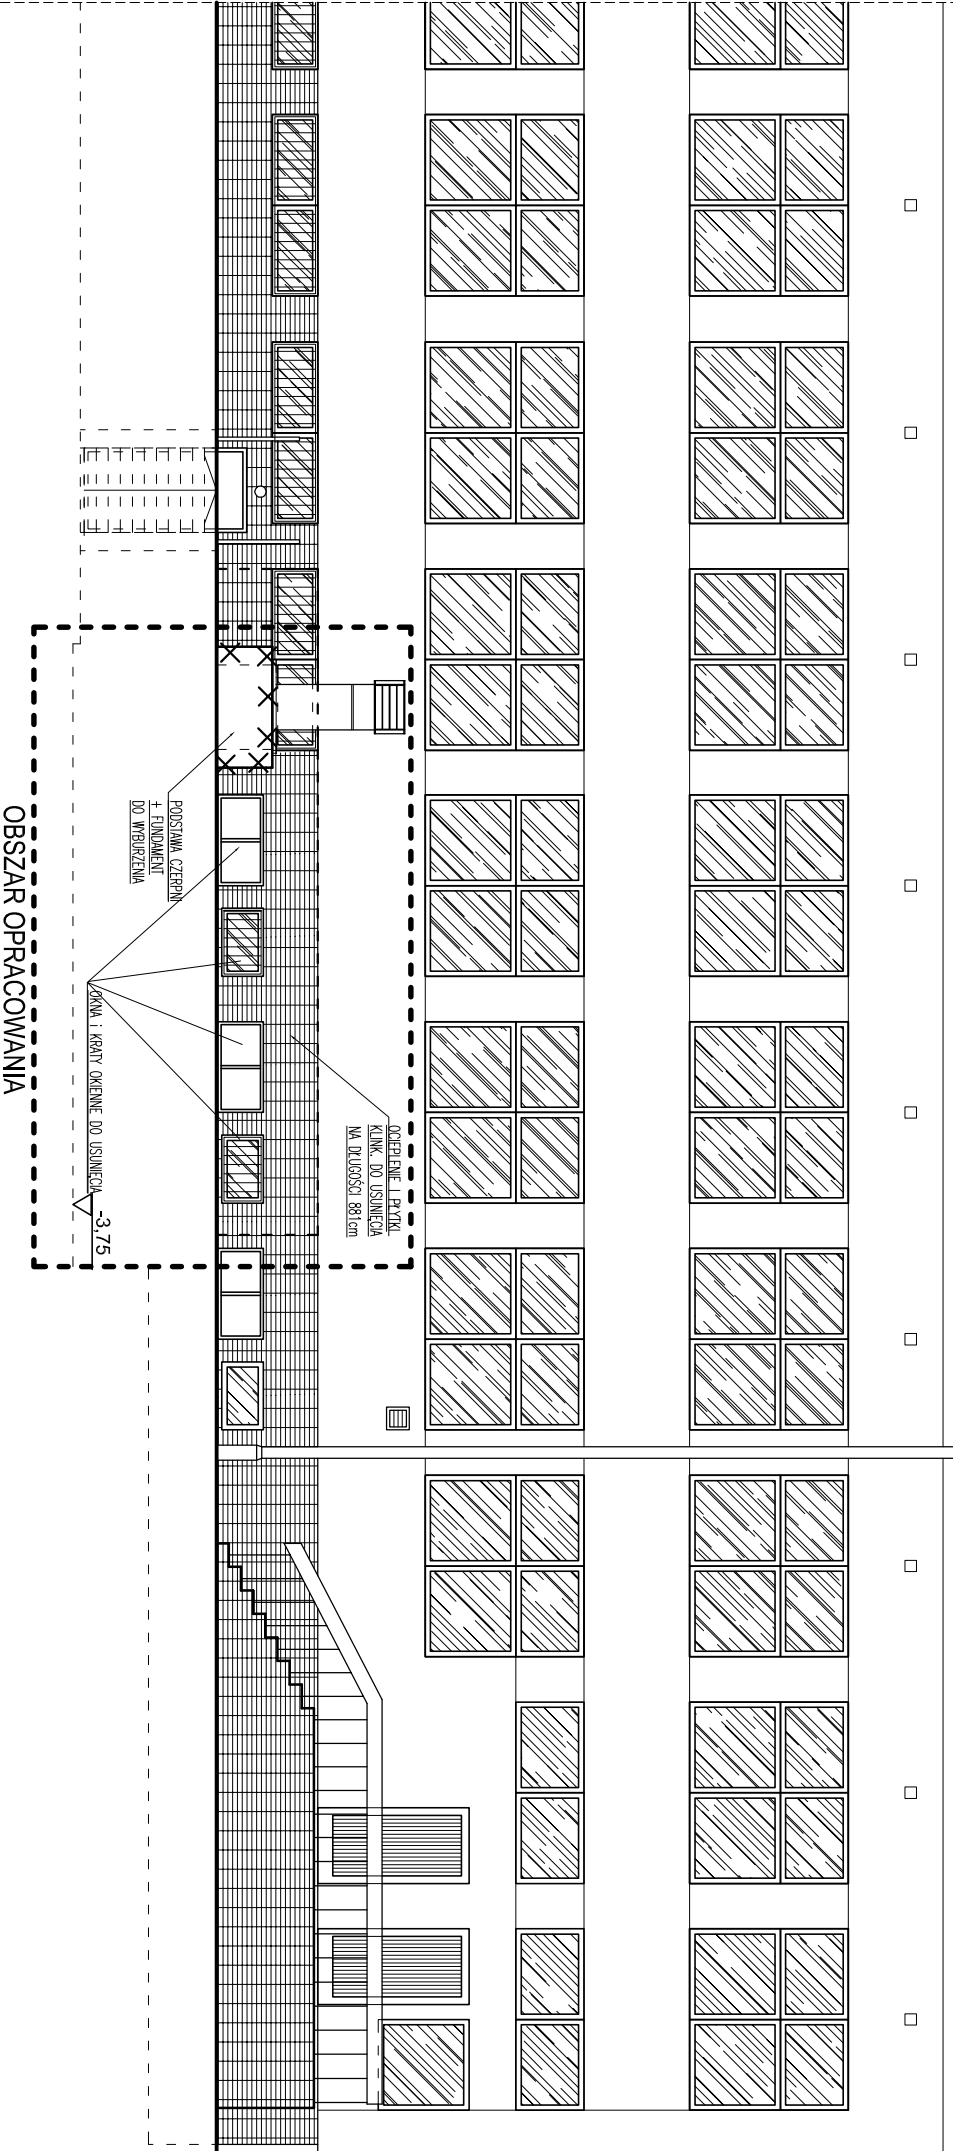 OCIEPLENIE I PŁYTKI
KLINK. DO USUNIĘCIA
NA DŁUGOŚCI 881cm
PODSTAWA CZERPNI
+ FUNDAMENT
DO WYBURZENIA
OKNA i KRATY OKIENNE DO USUNIĘCIA
-3,75
OBSZAR OPRACOWANIA